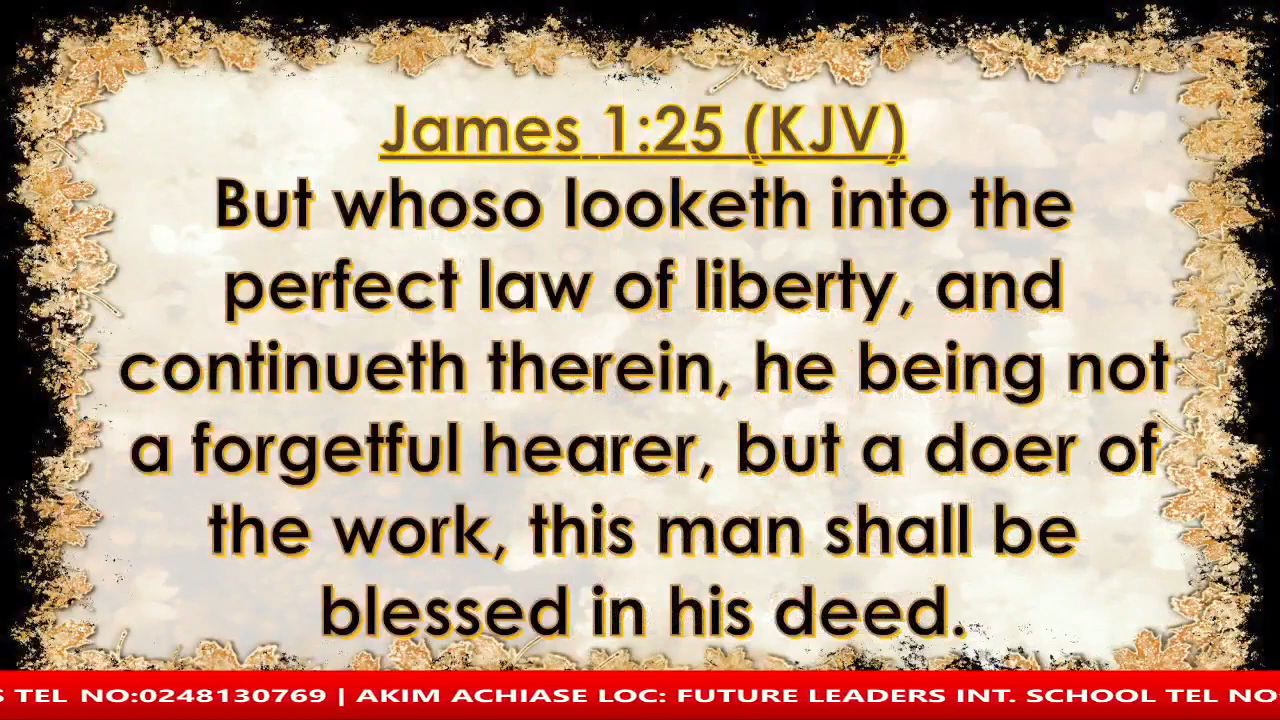 James 1:25 (KJV)
But whoso looketh into the
perfect law of liberty, and
continueth therein, he being not
a forgetful hearer, but a doer of
the work, this man shall be
blessed in his deed.
S TEL NO:0248130769 | AKIM ACHIASE LOC: FUTURE LEADERS INT. SCHOOL TEL NO